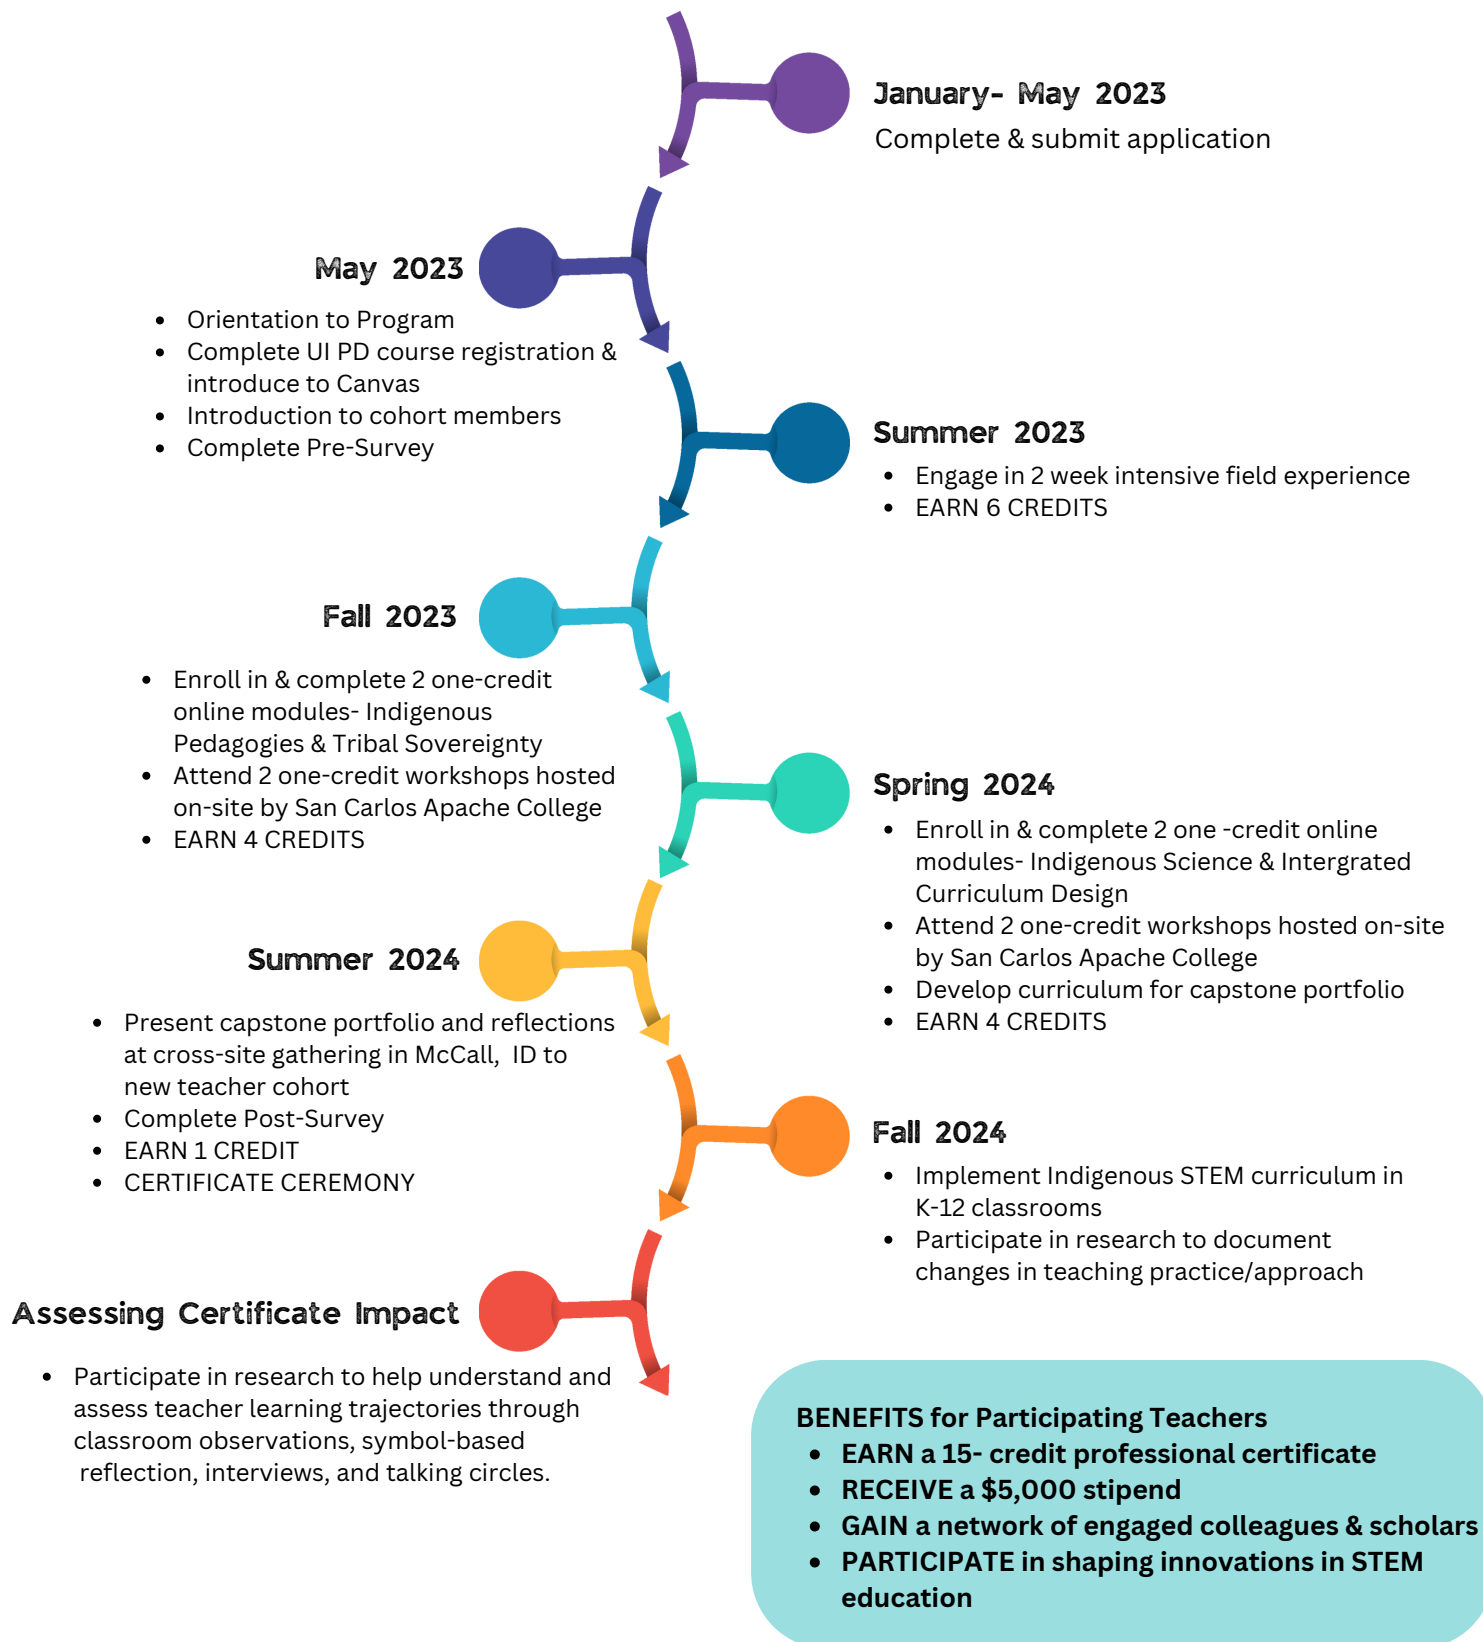 January- May 2023
Complete & submit application
May 2023
• Orientation to Program
• Complete UI PD course registration &
introduce to Canvas
• Introduction to cohort members
• Complete Pre-Survey
Summer 2023
• Engage in 2 week intensive field experience
• EARN 6 CREDITS
Fall 2023
• Enroll in & complete 2 one-credit
online modules- Indigenous
Pedagogies & Tribal Sovereignty
• Attend 2 one-credit workshops hosted
on-site by San Carlos Apache College
• EARN 4 CREDITS
Spring 2024
• Enroll in & complete 2 one -credit online
modules- Indigenous Science & Intergrated
Curriculum Design
• Attend 2 one-credit workshops hosted on-site
by San Carlos Apache College
• Develop curriculum for capstone portfolio
• EARN 4 CREDITS
Summer 2024
• Present capstone portfolio and reflections
at cross-site gathering in McCall, ID to
new teacher cohort
• Complete Post-Survey
• EARN 1 CREDIT
• CERTIFICATE CEREMONY
Fall 2024
• Implement Indigenous STEM curriculum in
K-12 classrooms
• Participate in research to document
changes in teaching practice/approach
Assessing Certificate Impact
• Participate in research to help understand and
assess teacher learning trajectories through
classroom observations, symbol-based
reflection, interviews, and talking circles.
BENEFITS for Participating Teachers
• EARN a 15- credit professional certificate
• RECEIVE a $5,000 stipend
• GAIN a network of engaged colleagues & scholars
• PARTICIPATE in shaping innovations in STEM
education